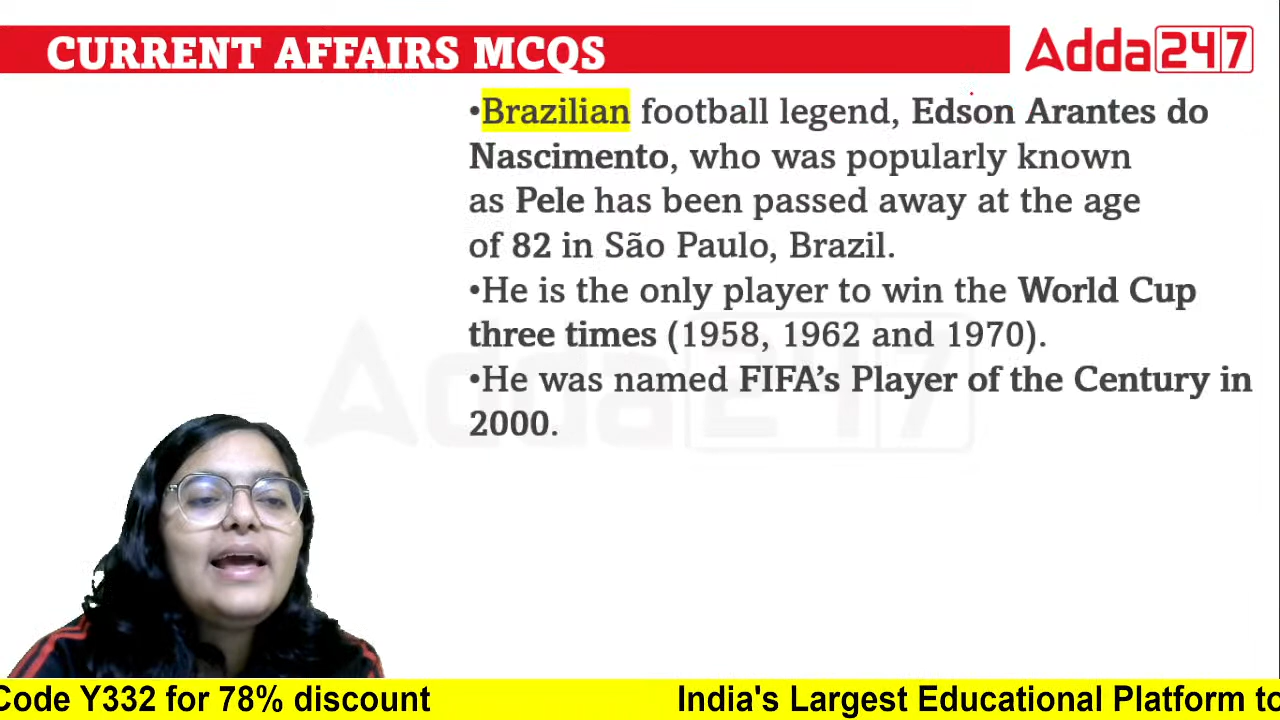 CURRENT AFFAIRS MCQS
Adda247
•Brazilian football legend, Edson Arantes do
Nascimento, who was popularly known
as Pele has been passed away at the age
of 82 in São Paulo, Brazil.
•He is the only player to win the World Cup
three times (1958, 1962 and 1970).
•He was named FIFA’s Player of the Century in
2000.
Adda247
Code Y332 for 78% discount
India's Largest Educational Platform to